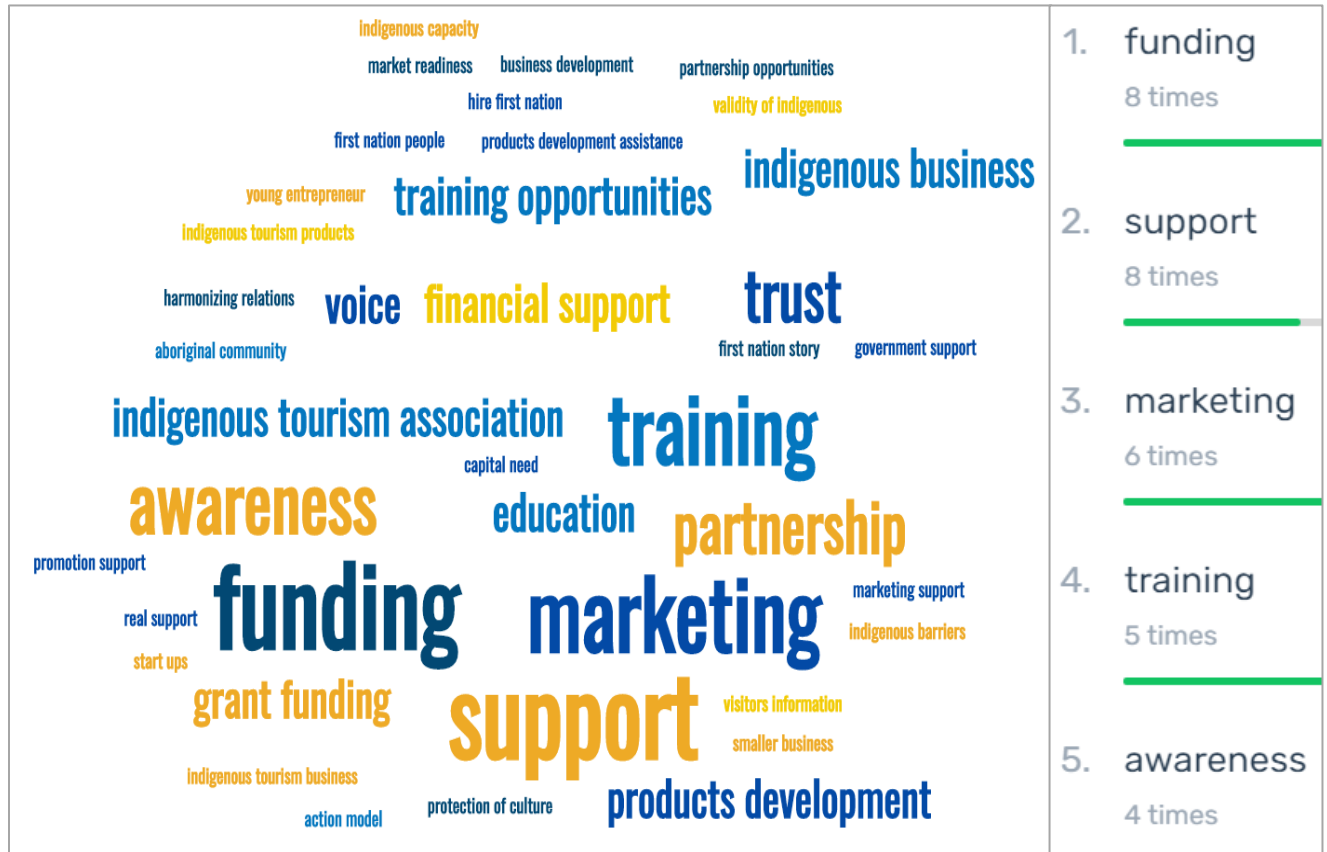 indigenous capacity
market readiness
business development
partnership opportunities
hire first nation
validity of indigenous
first nation people
products development assistance
indigenous business
young entrepreneur
training opportunities
indigenous tourism products
harmonizing relations
voice
financial support
trust
aboriginal community
first nation story
government support
indigenous tourism association
training
capital need
awareness
education
partnership
promotion support
funding
marketing
marketing support
real support
indigenous barriers
start ups
grant funding
support
visitors information
smaller business
indigenous tourism business
products development
action model
protection of culture
1. funding
8 times
2. support
8 times
3. marketing
6 times
4. training
5 times
5. awareness
4 times